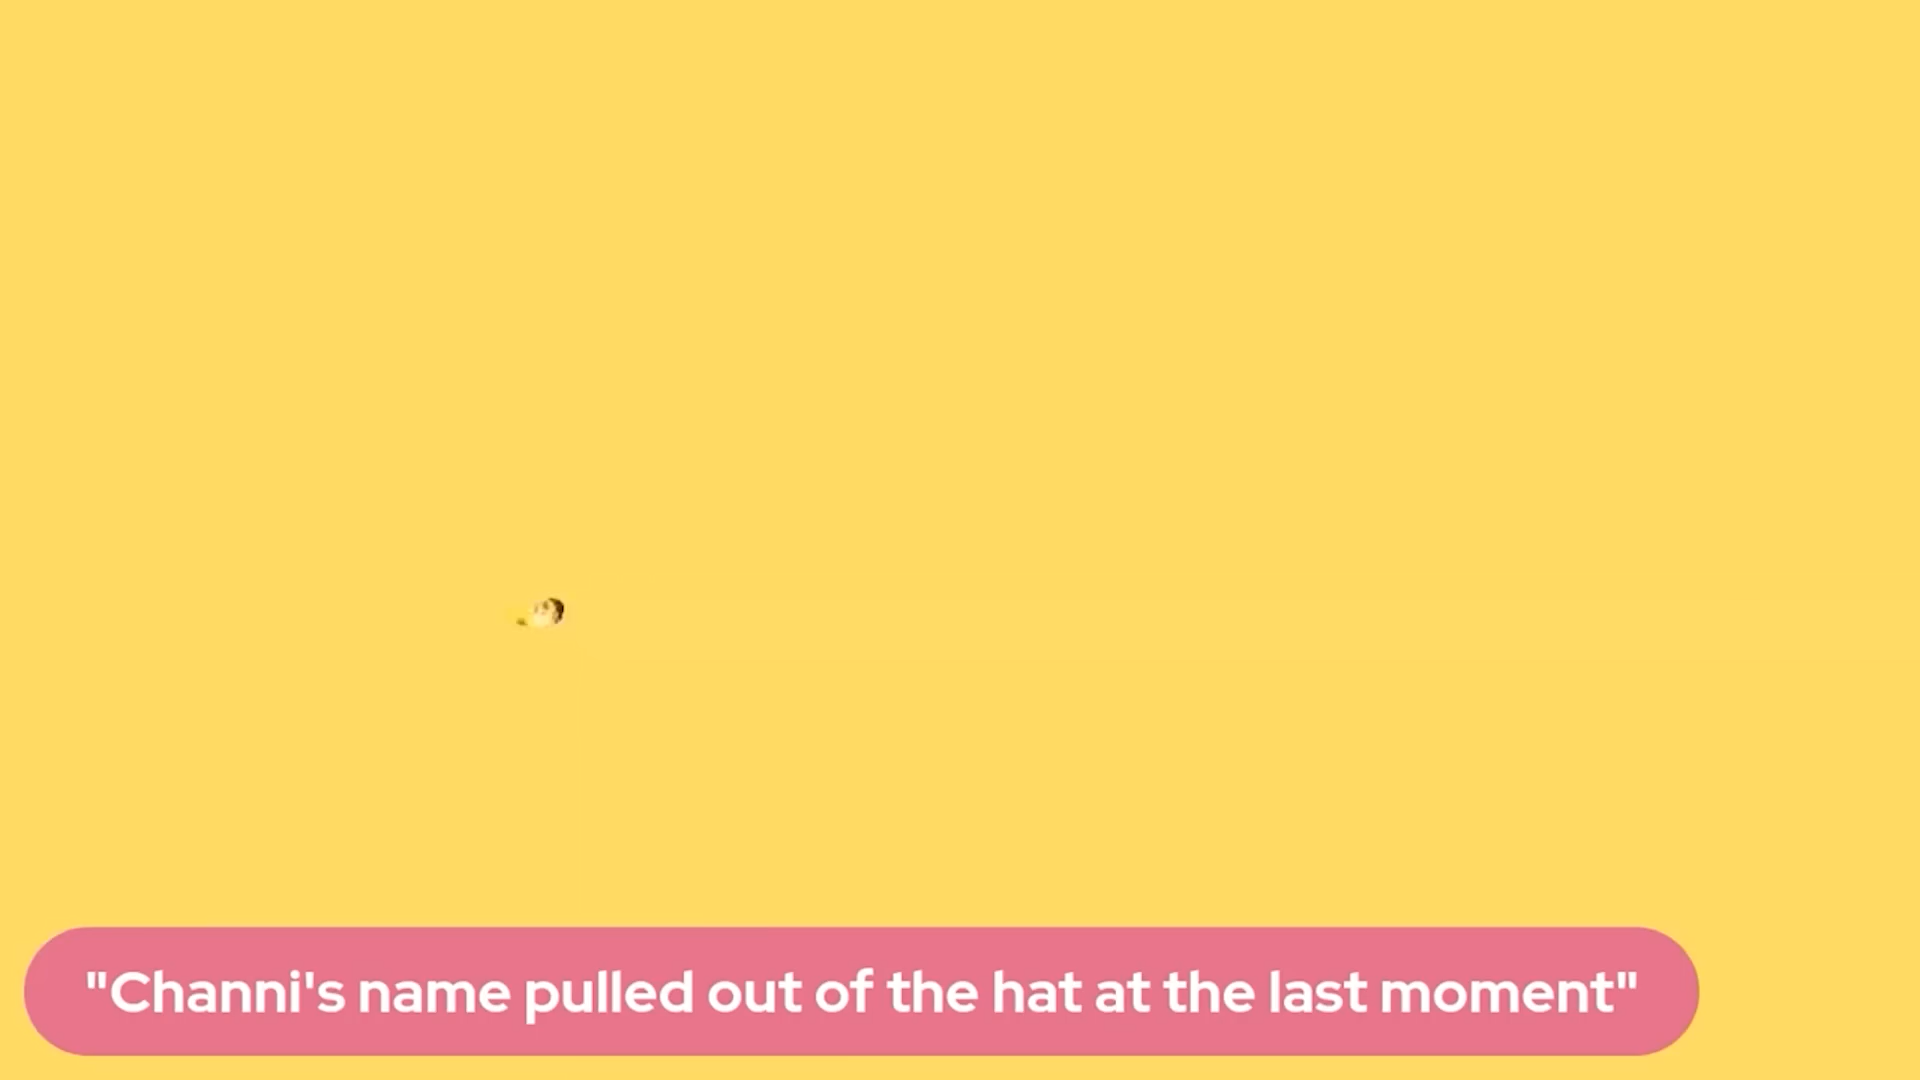 "Channi's name pulled out of the hat at the last moment"